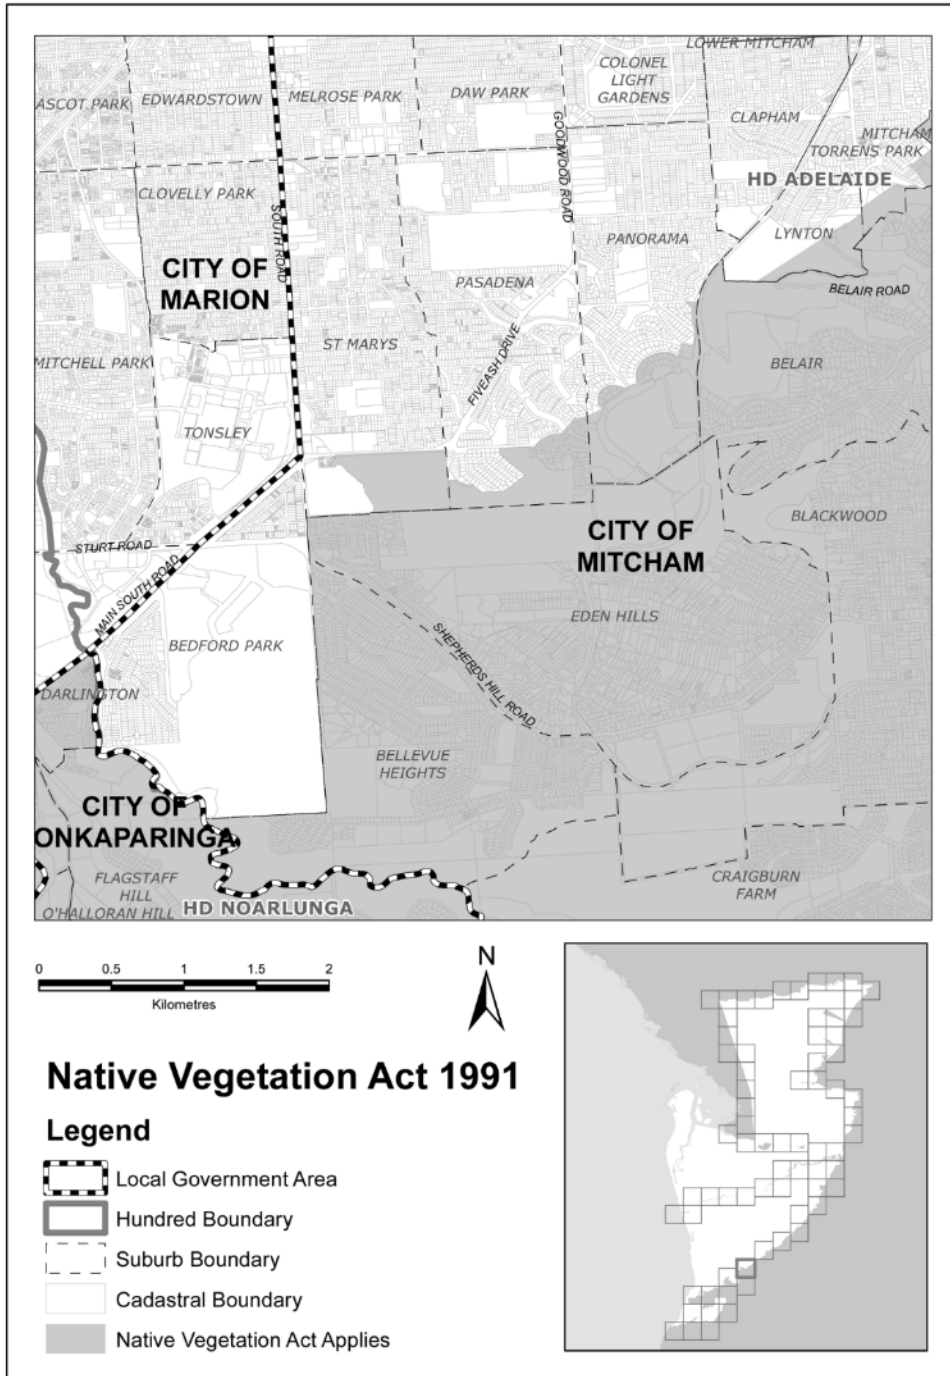 LOWER MITCHAM
COLONEL
LIGHT
GARDENS
ASCOT PARK
EDWARDSTOWN
MELROSE PARK
DAW PARK
CLAPHAM
MITCHAM
TORRENS PARK
GOODWOOD ROAD
HD ADELAIDE
CLOVELLY PARK
SOUTH ROAD
PANORAMA
LYNTON
CITY OF
MARION
PASADENA
BELAIR ROAD
MITCHELL PARK
ST MARYS
FIVEASH DRIVE
BELAIR
TONSLEY
CITY OF
MITCHAM
BLACKWOOD
STURT ROAD
MAIN SOUTH ROAD
EDEN HILLS
BEDFORD PARK
SHEPHERDS HILL ROAD
DARLINGTON
BELLEVUE
HEIGHTS
CITY OF
ONKAPARINGA
FLAGSTAFF
HILL
O'HALLORAN HILL
HD NOARLUNGA
CRAIGBURN
FARM
0 0.5 1 1.5 2
Kilometres
N
Native Vegetation Act 1991
Legend
Local Government Area
Hundred Boundary
Suburb Boundary
Cadastral Boundary
Native Vegetation Act Applies